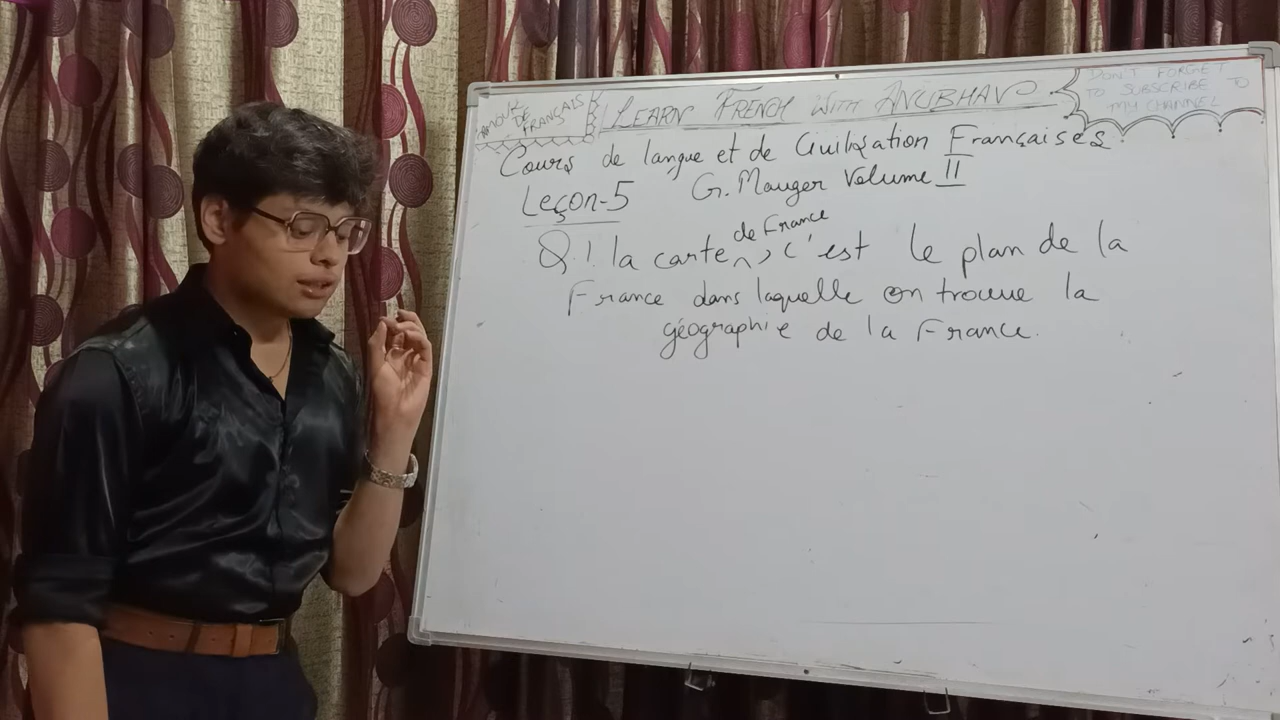 AMOUR DE FRANÇAIS
LEARN FRENCH WITH ANUBHAV
DON'T FORGET
TO SUBSCRIBE TO
MY CHANNEL
Cours de langue et de Civilisation Françaises.
Leçon-5 G. Mauger Volume II
Q.1. la carte de France, c'est le plan de la
France dans laquelle on trouve la
géographie de la France.